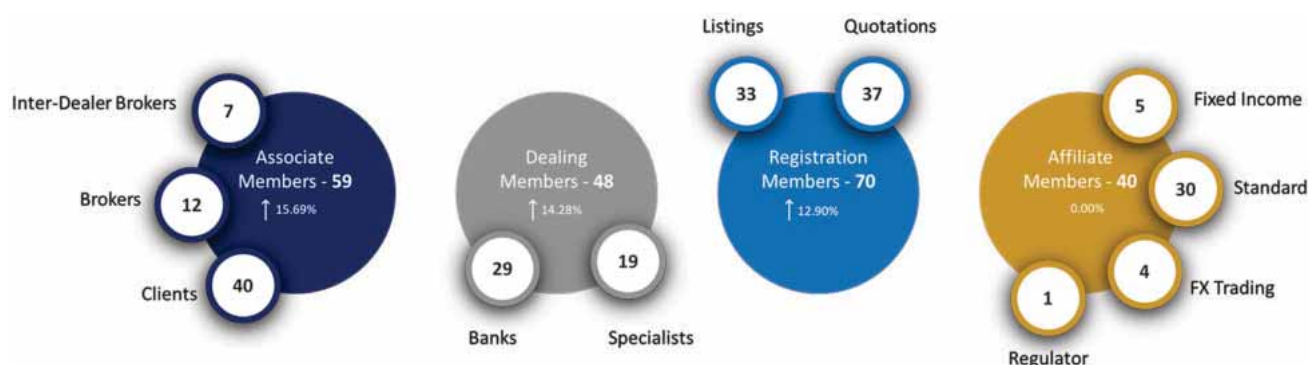 Inter-Dealer Brokers
7
Brokers
12
Clients
40
Associate
Members - 59
↑ 15.69%
Dealing
Members - 48
↑ 14.28%
29
19
Banks
Specialists
Listings
Quotations
33
37
Registration
Members - 70
↑ 12.90%
Affiliate
Members - 40
0.00%
5
Fixed Income
30
Standard
4
FX Trading
1
Regulator